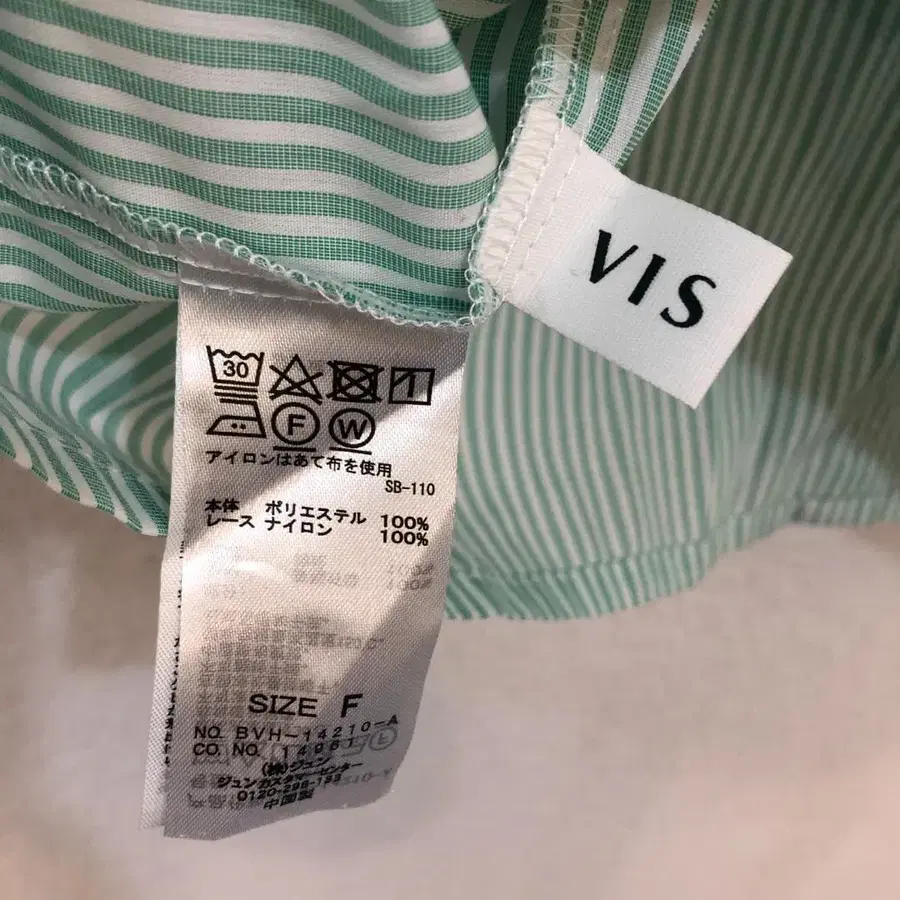 VIS
30
F W
アイロンはあて布を使用
SB-110
本体 ポリエステル 100%
レース ナイロン 100%
SIZE F
NO. BVH-14210-A
CO. NO. 14961
(株)ジュン
ジュンカスタマーセンター
0120-298-133
中国製